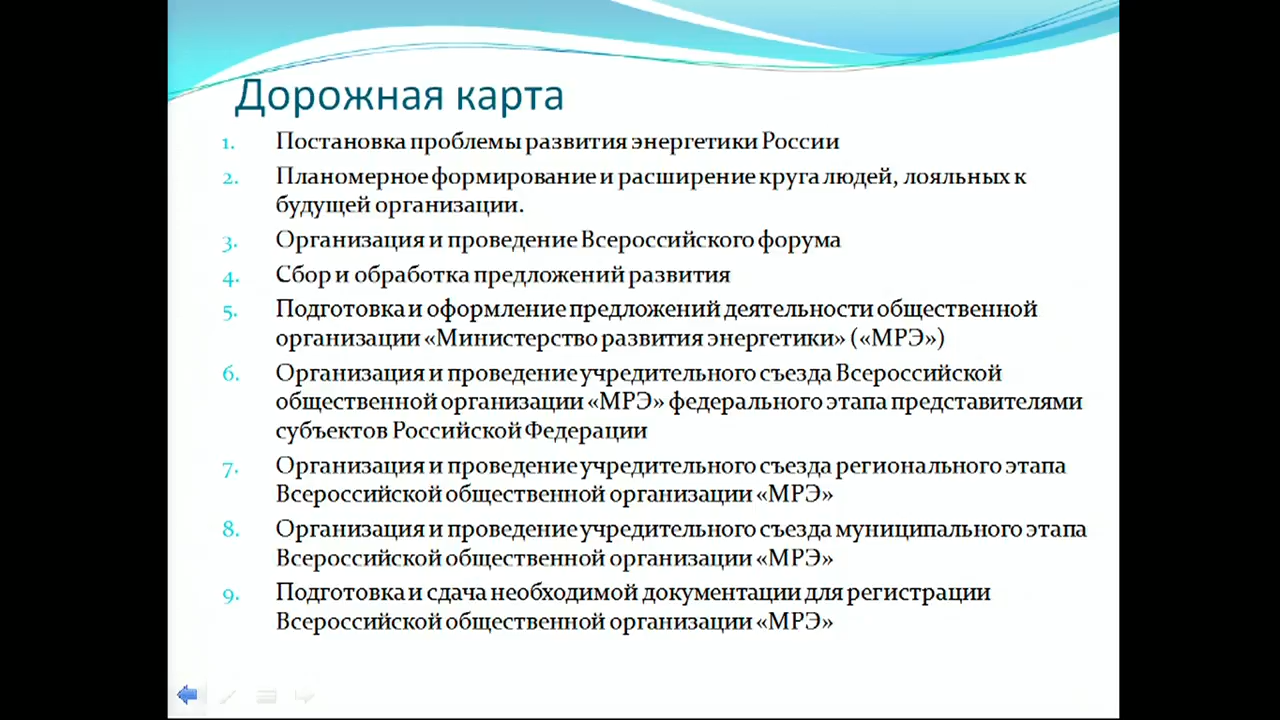 Дорожная карта
1. Постановка проблемы развития энергетики России
2. Планомерное формирование и расширение круга людей, лояльных к
будущей организации.
3. Организация и проведение Всероссийского форума
4. Сбор и обработка предложений развития
5. Подготовка и оформление предложений деятельности общественной
организации «Министерство развития энергетики» («МРЭ»)
6. Организация и проведение учредительного съезда Всероссийской
общественной организации «МРЭ» федерального этапа представителями
субъектов Российской Федерации
7. Организация и проведение учредительного съезда регионального этапа
Всероссийской общественной организации «МРЭ»
8. Организация и проведение учредительного съезда муниципального этапа
Всероссийской общественной организации «МРЭ»
9. Подготовка и сдача необходимой документации для регистрации
Всероссийской общественной организации «МРЭ»